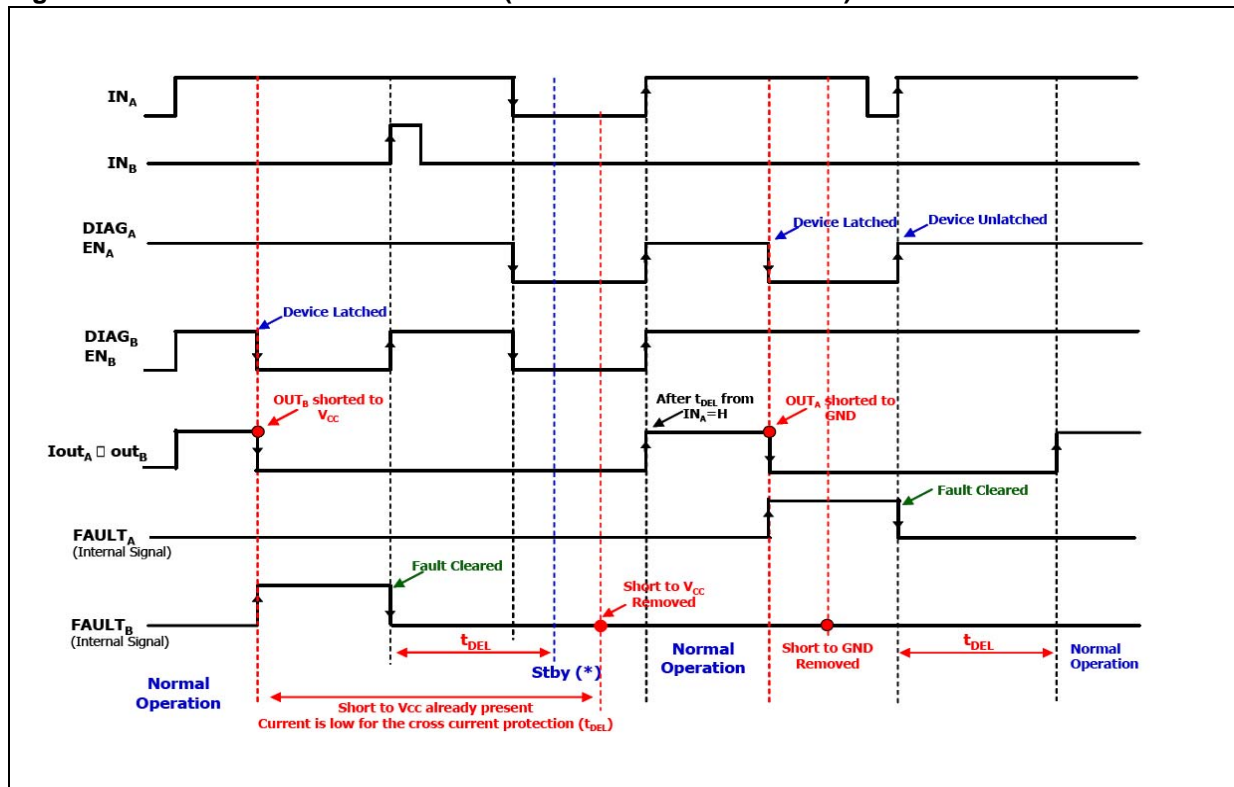 IN_A
IN_B
DIAG_A
EN_A
Device Latched
Device Unlatched
Device Latched
DIAG_B
EN_B
OUT_B shorted to
V_CC
After t_DEL from
IN_A=H
OUT_A shorted to
GND
Iout_A □ out_B
Fault Cleared
FAULT_A
(Internal Signal)
Fault Cleared
Short to V_CC
Removed
FAULT_B
(Internal Signal)
t_DEL
Normal
Operation
Short to GND
Removed
t_DEL
Normal
Operation
Stby (*)
Normal
Operation
Short to Vcc already present
Current is low for the cross current protection (t_DEL)